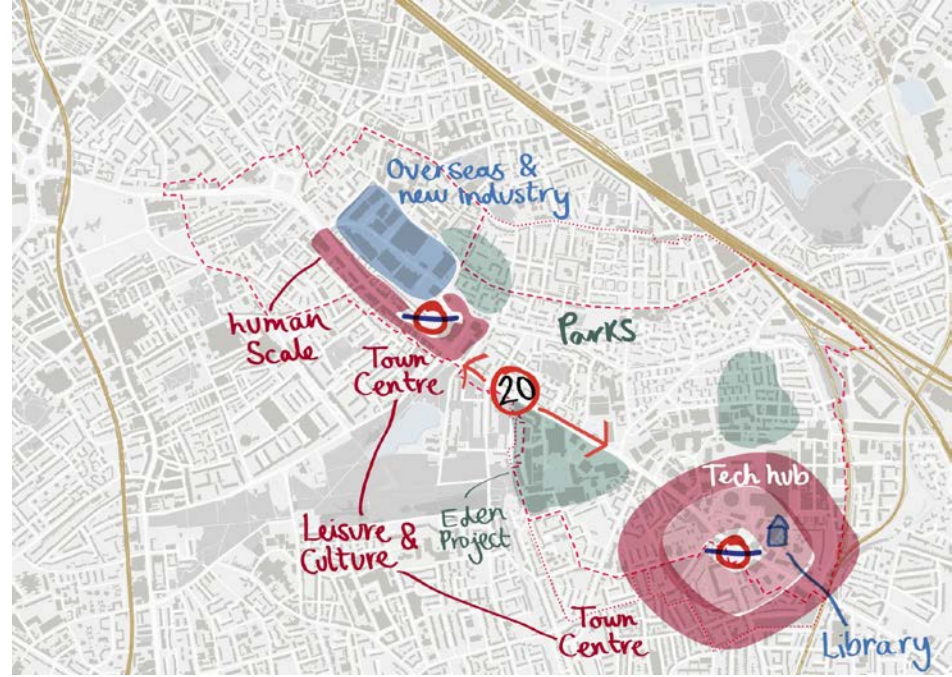 Overseas &
new industry
human
Scale
Town
Centre
Parks
20
Tech hub
Leisure &
Culture
Eden
Project
Town
Centre
Library